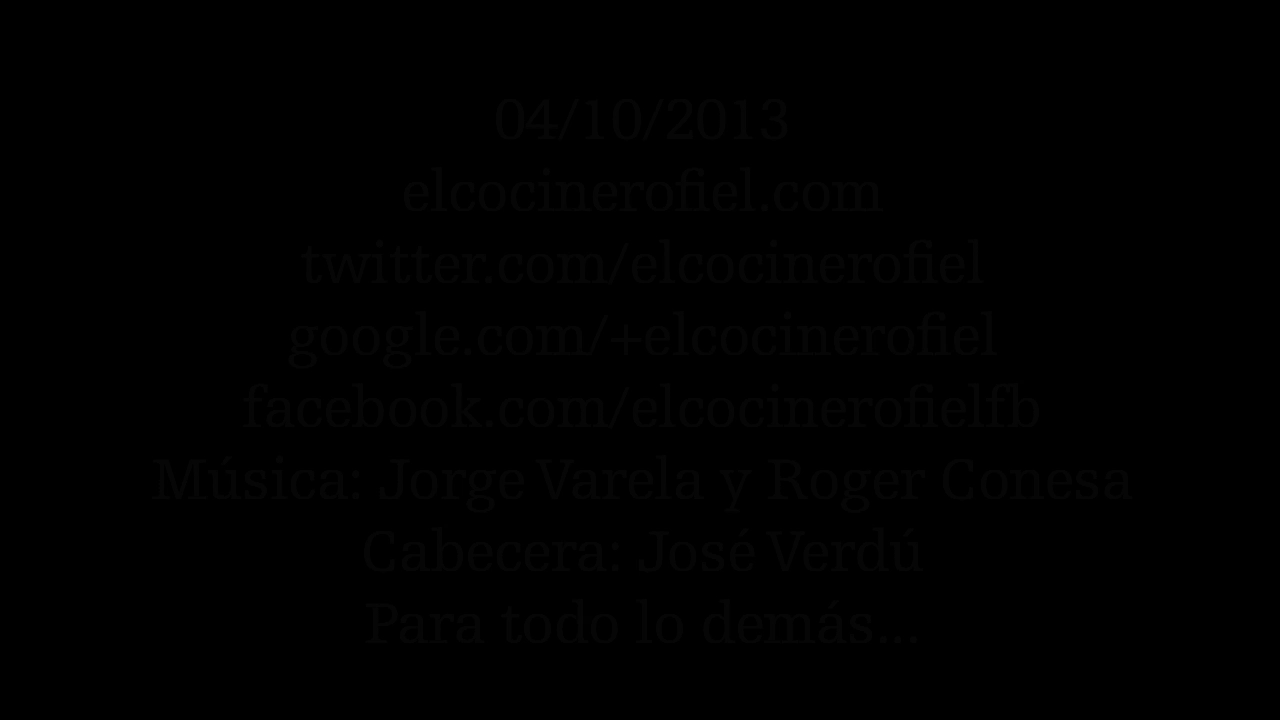 04/10/2013
elcocinerofiel.com
twitter.com/elcocinerofiel
google.com/+elcocinerofiel
facebook.com/elcocinerofielfb
Música: Jorge Varela y Roger Conesa
Cabecera: José Verdú
Para todo lo demás...